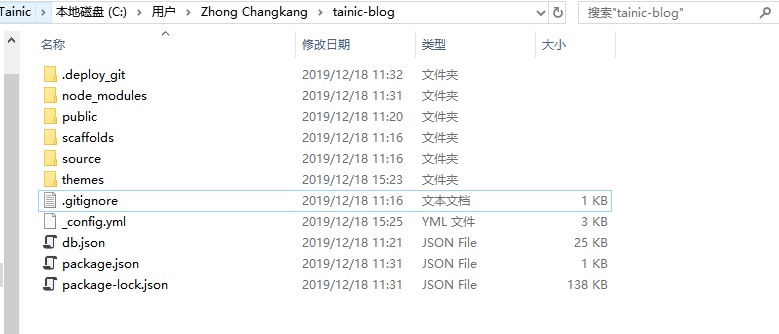 Tainic › 本地磁盘 (C:) › 用户 › Zhong Changkang › tainic-blog 搜索"tainic-blog"
名称 修改日期 类型 大小
.deploy_git 2019/12/18 11:32 文件夹
node_modules 2019/12/18 11:31 文件夹
public 2019/12/18 11:20 文件夹
scaffolds 2019/12/18 11:16 文件夹
source 2019/12/18 11:16 文件夹
themes 2019/12/18 15:23 文件夹
.gitignore 2019/12/18 11:16 文本文档 1 KB
_config.yml 2019/12/18 15:25 YML 文件 3 KB
db.json 2019/12/18 11:21 JSON File 25 KB
package.json 2019/12/18 11:31 JSON File 1 KB
package-lock.json 2019/12/18 11:31 JSON File 138 KB